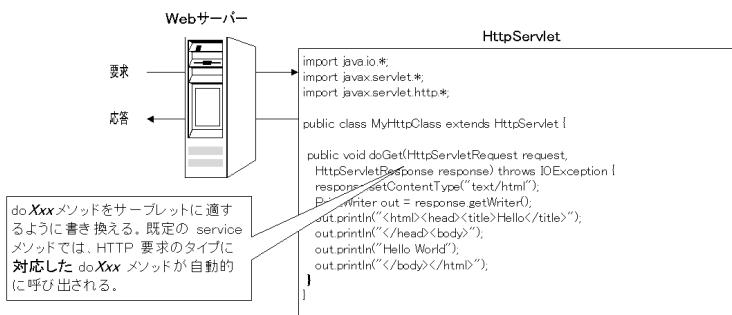 Webサーバー
HttpServlet
要求
応答
import java.io.*;
import javax.servlet.*;
import javax.servlet.http.*;
public class MyHttpClass extends HttpServlet {
public void doGet(HttpServletRequest request,
HttpServletResponse response) throws IOException {
response.setContentType("text/html");
PrintWriter out = response.getWriter();
out.println("<html><head><title>Hello</title>");
out.println("</head><body>");
out.println("Hello World");
out.println("</body></html>");
}
}
doXxxメソッドをサーブレットに適す
るように書き換える。既定の service
メソッドでは、HTTP 要求のタイプに
対応した doXxx メソッドが自動的
に呼び出される。